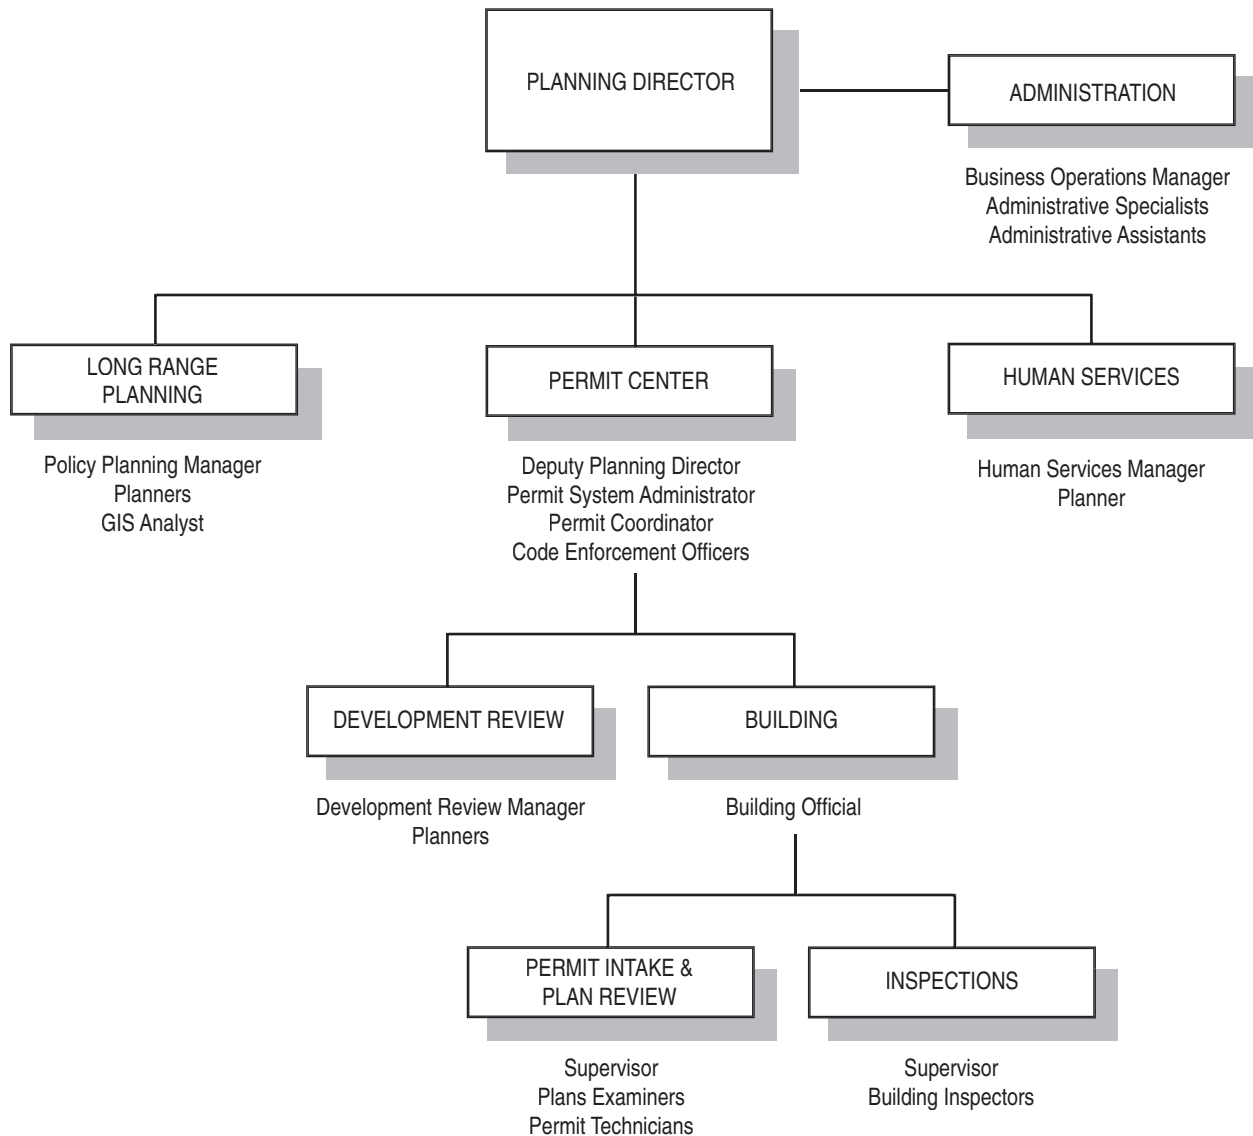 PLANNING DIRECTOR
ADMINISTRATION
Business Operations Manager
Administrative Specialists
Administrative Assistants
LONG RANGE
PLANNING
Policy Planning Manager
Planners
GIS Analyst
PERMIT CENTER
Deputy Planning Director
Permit System Administrator
Permit Coordinator
Code Enforcement Officers
HUMAN SERVICES
Human Services Manager
Planner
DEVELOPMENT REVIEW
Development Review Manager
Planners
BUILDING
Building Official
PERMIT INTAKE &
PLAN REVIEW
Supervisor
Plans Examiners
Permit Technicians
INSPECTIONS
Supervisor
Building Inspectors